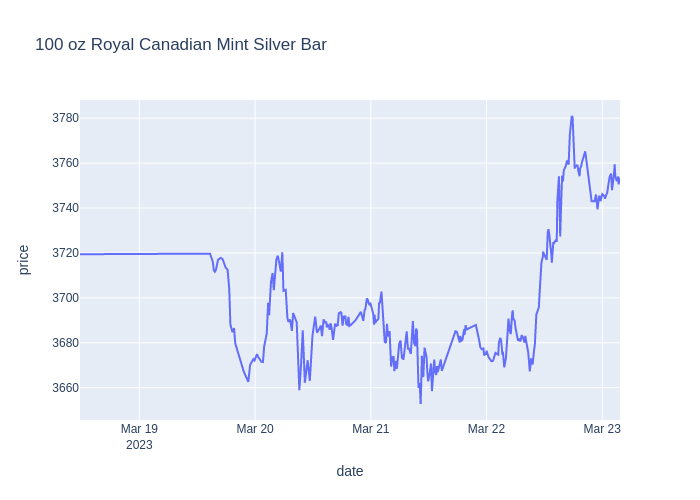 100 oz Royal Canadian Mint Silver Bar
3780
3760
3740
3720
3700
3680
3660
price
Mar 19
2023
Mar 20
Mar 21
Mar 22
Mar 23
date